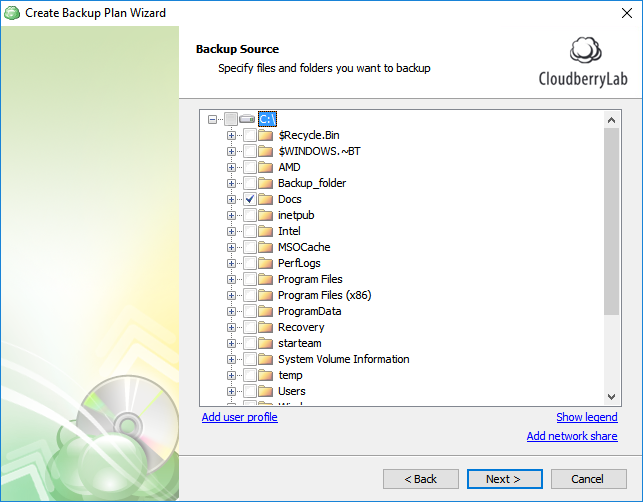 Create Backup Plan Wizard
Backup Source
Specify files and folders you want to backup
CloudberryLab
C:\
$Recycle.Bin
$WINDOWS.~BT
AMD
Backup_folder
Docs
inetpub
Intel
MSOCache
PerfLogs
Program Files
Program Files (x86)
ProgramData
Recovery
starteam
System Volume Information
temp
Users
Add user profile
Show legend
Add network share
< Back
Next >
Cancel